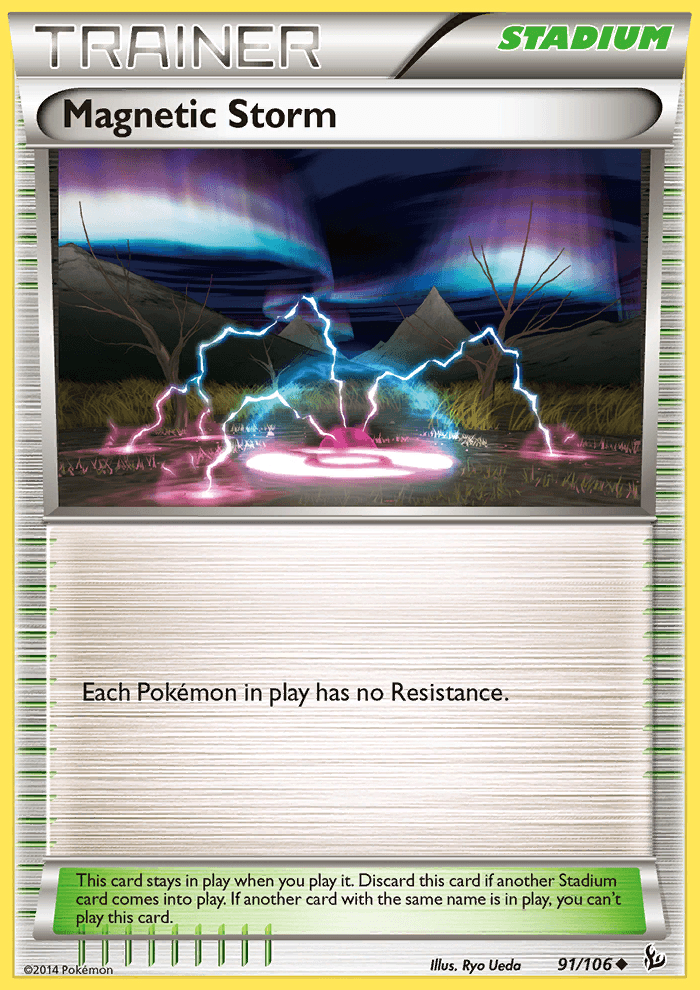 TRAINER
STADIUM
Magnetic Storm
Each Pokémon in play has no Resistance.
This card stays in play when you play it. Discard this card if another Stadium
card comes into play. If another card with the same name is in play, you can't
play this card.
©2014 Pokémon
Illus. Ryo Ueda
91/106